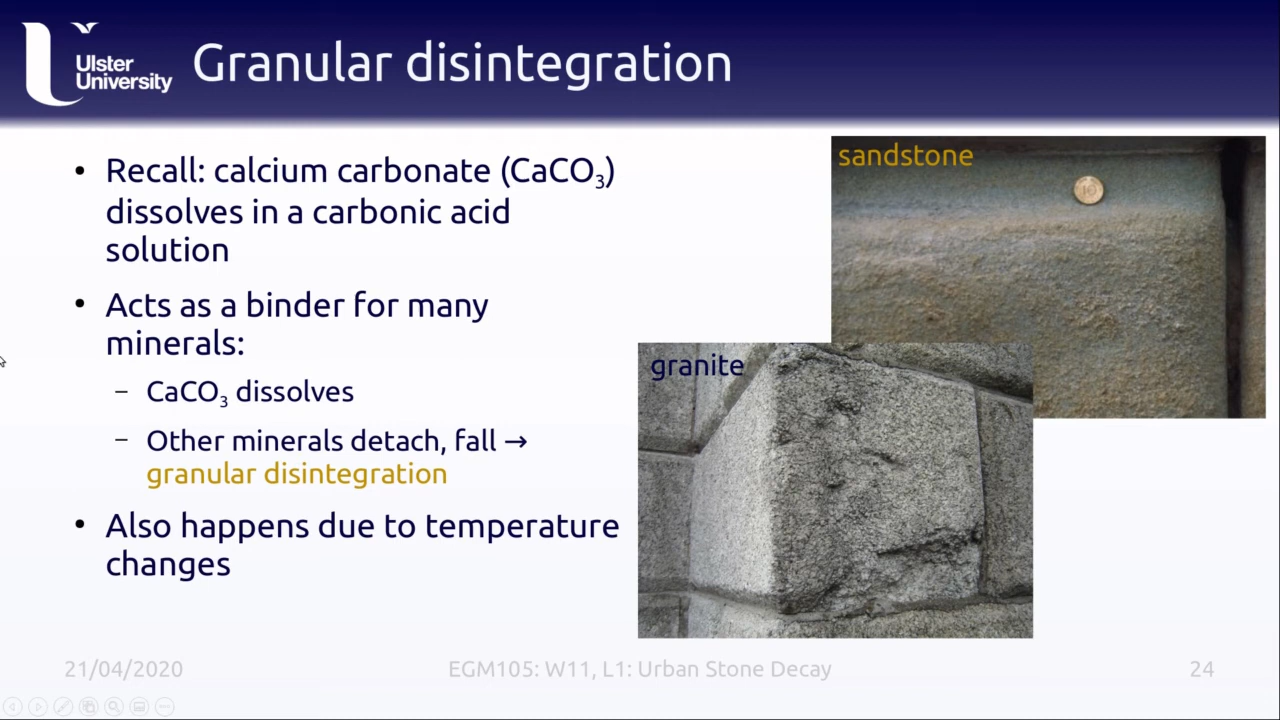 Ulster
University
Granular disintegration
• Recall: calcium carbonate (CaCO₃)
dissolves in a carbonic acid
solution
• Acts as a binder for many
minerals:
– CaCO₃ dissolves
– Other minerals detach, fall →
granular disintegration
• Also happens due to temperature
changes
sandstone
10
granite
21/04/2020
EGM105: W11, L1: Urban Stone Decay
24